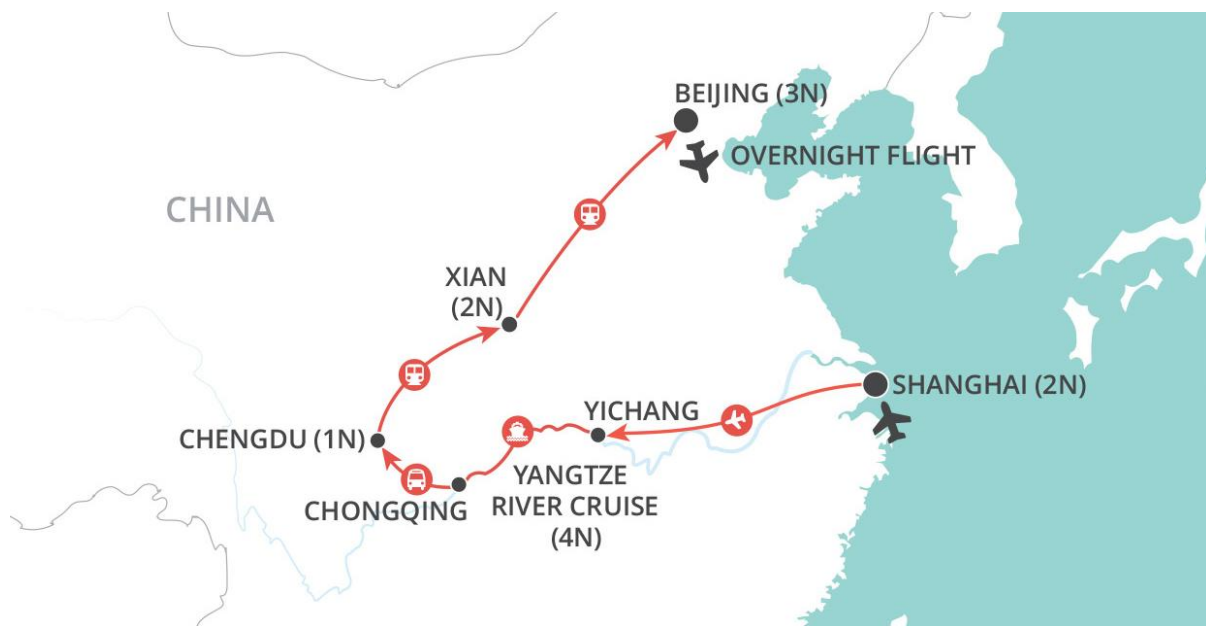 BEIJING (3N)
OVERNIGHT FLIGHT
CHINA
XIAN
(2N)
SHANGHAI (2N)
YICHANG
CHENGDU (1N)
YANGTZE
RIVER CRUISE
(4N)
CHONGQING